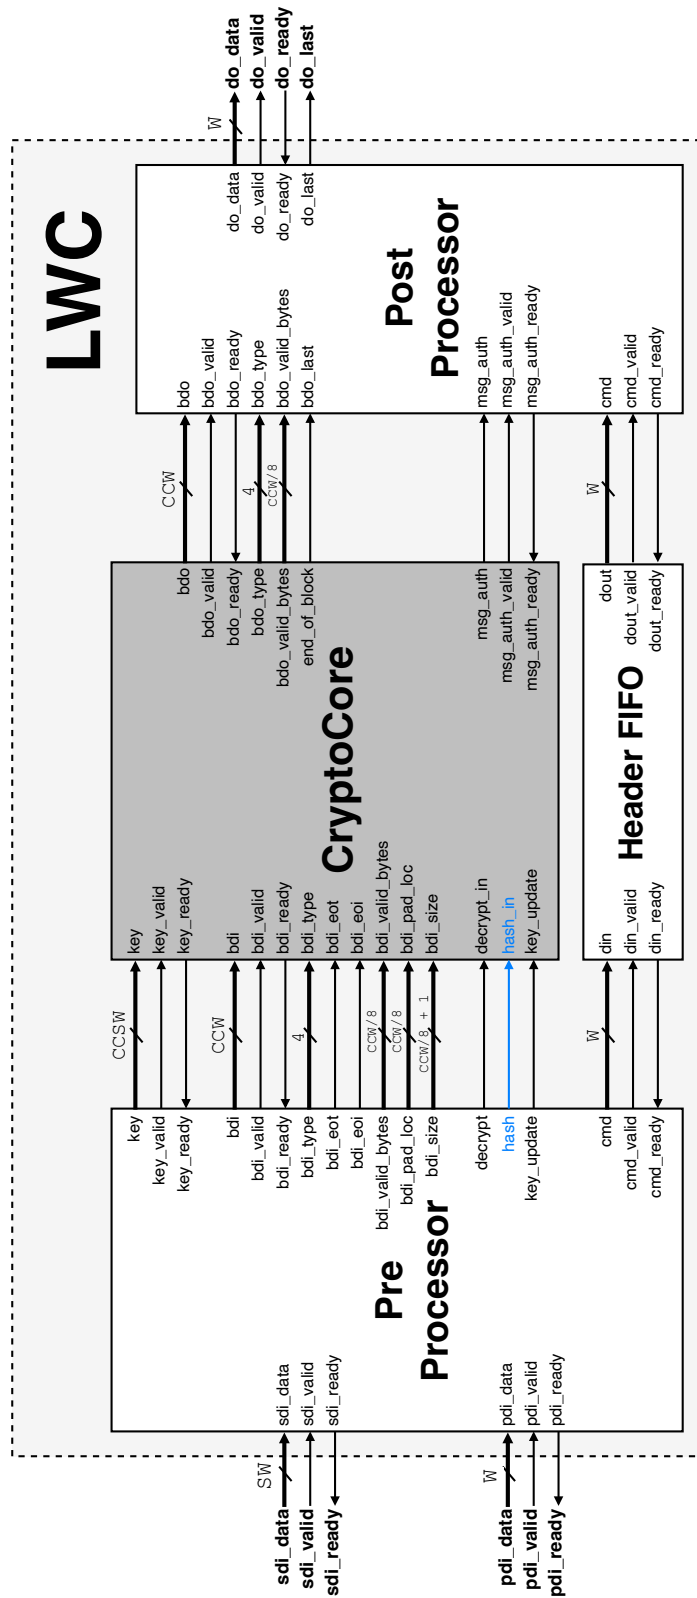 LWC
sdi_data
sdi_valid
sdi_ready
SW
pdi_data
pdi_valid
pdi_ready
W
sdi_data
sdi_valid
sdi_ready
pdi_data
pdi_valid
pdi_ready
Pre
Processor
key
key_valid
key_ready
bdi
bdi_valid
bdi_ready
bdi_type
bdi_eot
bdi_eoi
bdi_valid_bytes
bdi_pad_loc
bdi_size
decrypt
hash
key_update
cmd
cmd_valid
cmd_ready
CCSW
CCW
4
CCW/8
CCW/8
CCW/8 + 1
W
key
key_valid
key_ready
bdi
bdi_valid
bdi_ready
bdi_type
bdi_eot
bdi_eoi
bdi_valid_bytes
bdi_pad_loc
bdi_size
decrypt_in
hash_in
key_update
CryptoCore
bdo
bdo_valid
bdo_ready
bdo_type
bdo_valid_bytes
end_of_block
msg_auth
msg_auth_valid
msg_auth_ready
din
din_valid
din_ready
Header FIFO
dout
dout_valid
dout_ready
CCW
4
CCW/8
W
bdo
bdo_valid
bdo_ready
bdo_type
bdo_valid_bytes
bdo_last
msg_auth
msg_auth_valid
msg_auth_ready
cmd
cmd_valid
cmd_ready
Post
Processor
do_data
do_valid
do_ready
do_last
W
do_data
do_valid
do_ready
do_last